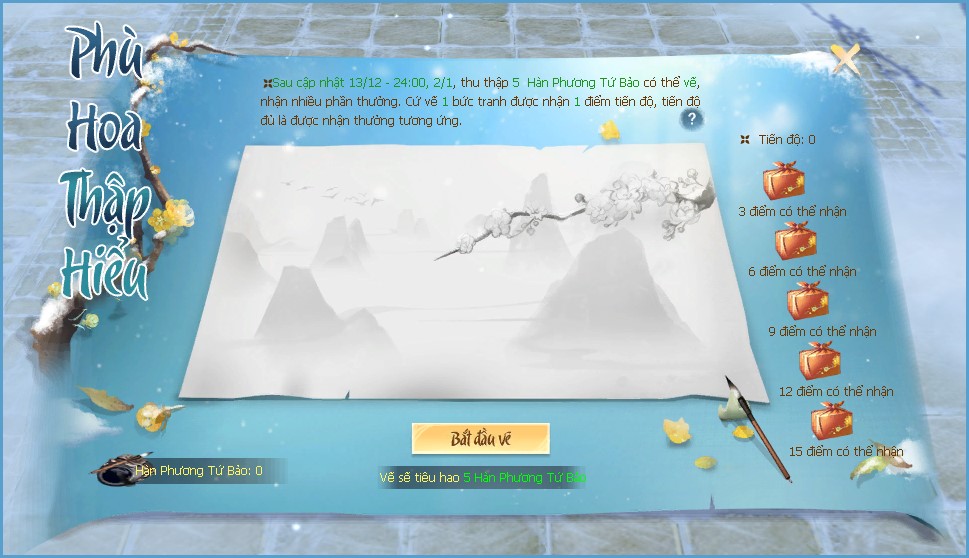 Phù
Hoa
Thập
Hiểu
Sau cập nhật 13/12 - 24:00, 2/1, thu thập 5 Hàn Phương Tứ Bảo có thể vẽ,
nhận nhiều phần thưởng. Cứ vẽ 1 bức tranh được nhận 1 điểm tiến độ, tiến độ
đủ là được nhận thưởng tương ứng.
?
Tiến độ: 0
3 điểm có thể nhận
6 điểm có thể nhận
9 điểm có thể nhận
12 điểm có thể nhận
15 điểm có thể nhận
Bắt đầu vẽ
Hàn Phương Tứ Bảo: 0
Vẽ sẽ tiêu hao 5 Hàn Phương Tứ Bảo